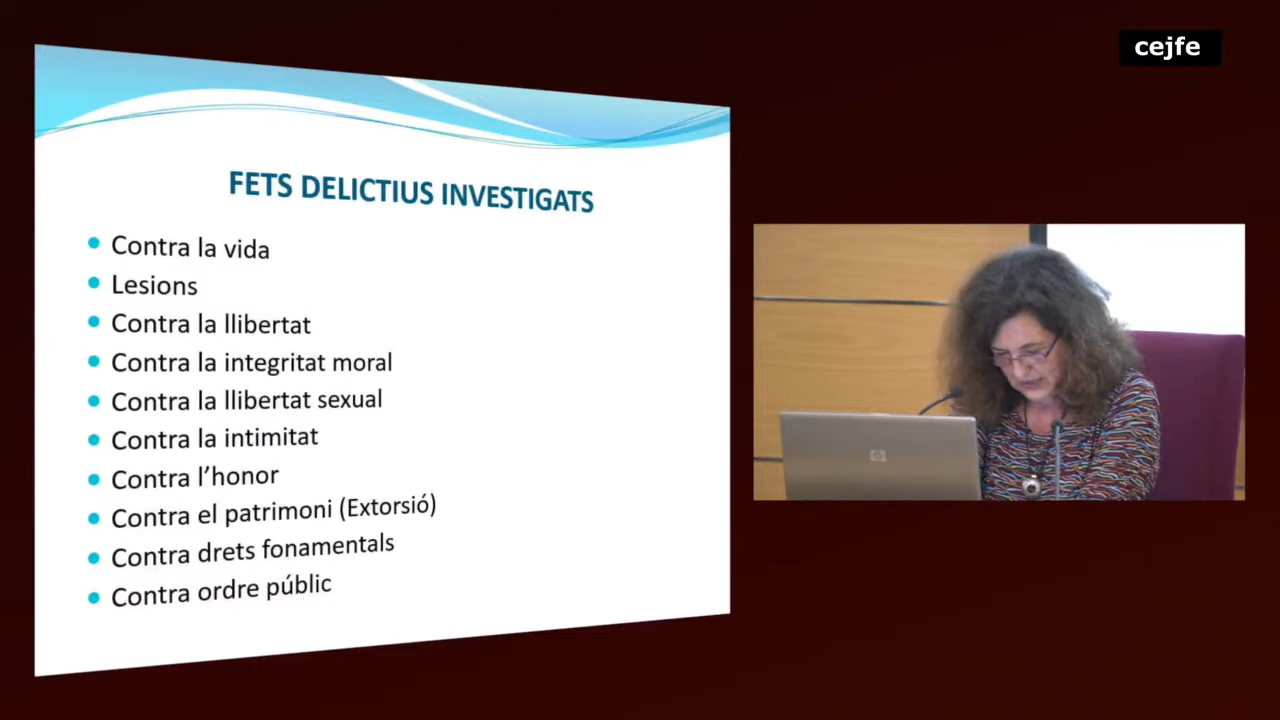 cejfe
FETS DELICTIUS INVESTIGATS
Contra la vida
Lesions
Contra la llibertat
Contra la integritat moral
Contra la llibertat sexual
Contra la intimitat
Contra l’honor
Contra el patrimoni (Extorsió)
Contra drets fonamentals
Contra ordre públic